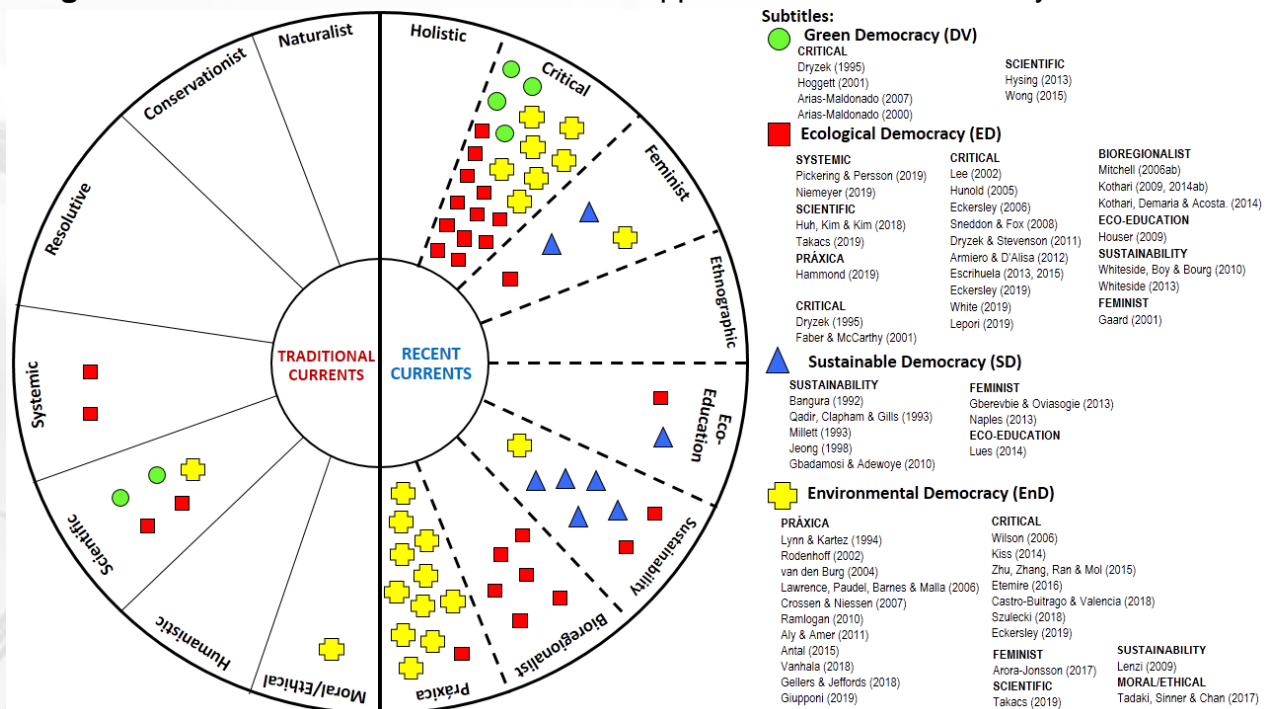 Holistic
Critical
Feminist
Ethnographic
Eco-
Education
Sustainability
Bioregionalist
Práxica
Moral/Ethical
Humanistic
Scientific
Systemic
Resolutive
Conservationist
Naturalist
TRADITIONAL
CURRENTS
RECENT
CURRENTS
Subtitles:
Green Democracy (DV)
CRITICAL
Dryzek (1995)
Hoggett (2001)
Arias-Maldonado (2007)
Arias-Maldonado (2000)
SCIENTIFIC
Hysing (2013)
Wong (2015)
Ecological Democracy (ED)
SYSTEMIC
Pickering & Persson (2019)
Niemeyer (2019)
SCIENTIFIC
Huh, Kim & Kim (2018)
Takacs (2019)
PRÁXICA
Hammond (2019)
CRITICAL
Dryzek (1995)
Faber & McCarthy (2001)
CRITICAL
Lee (2002)
Hunold (2005)
Eckersley (2006)
Sneddon & Fox (2008)
Dryzek & Stevenson (2011)
Armiero & D'Alisa (2012)
Escrihuela (2013, 2015)
Eckersley (2019)
White (2019)
Lepori (2019)
BIOREGIONALIST
Mitchell (2006ab)
Kothari (2009, 2014ab)
Kothari, Demaria & Acosta. (2014)
ECO-EDUCATION
Houser (2009)
SUSTAINABILITY
Whiteside, Boy & Bourg (2010)
Whiteside (2013)
FEMINIST
Gaard (2001)
Sustainable Democracy (SD)
SUSTAINABILITY
Bangura (1992)
Qadir, Clapham & Gills (1993)
Millett (1993)
Jeong (1998)
Gbadamosi & Adewoye (2010)
FEMINIST
Gberevbie & Oviasogie (2013)
Naples (2013)
ECO-EDUCATION
Lues (2014)
Environmental Democracy (EnD)
PRÁXICA
Lynn & Kartez (1994)
Rodenhoff (2002)
van den Burg (2004)
Lawrence, Paudel, Barnes & Malla (2006)
Crossen & Niessen (2007)
Ramlogan (2010)
Aly & Amer (2011)
Antal (2015)
Vanhala (2018)
Gellers & Jeffords (2018)
Giupponi (2019)
CRITICAL
Wilson (2006)
Kiss (2014)
Zhu, Zhang, Ran & Mol (2015)
Etemire (2016)
Castro-Buitrago & Valencia (2018)
Szulecki (2018)
Eckersley (2019)
FEMINIST
Arora-Jonsson (2017)
SCIENTIFIC
Takacs (2019)
SUSTAINABILITY
Lenzi (2009)
MORAL/ETHICAL
Tadaki, Sinner & Chan (2017)